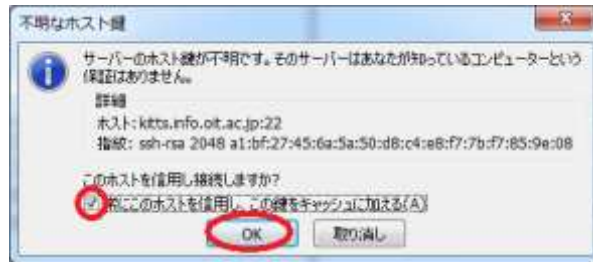 不明なホスト鍵
サーバーのホスト鍵が不明です。そのサーバーはあなたが知っているコンピューターという
保証はありません。
詳細
ホスト: kitts.info.oit.ac.jp:22
指紋: ssh-rsa 2048 a1:bf:27:45:6a:5a:50:d8:c4:e8:f7:7b:f7:85:9e:08
このホストを信用し接続しますか?
常にこのホストを信用し、この鍵をキャッシュに加える(A)
OK
取り消し